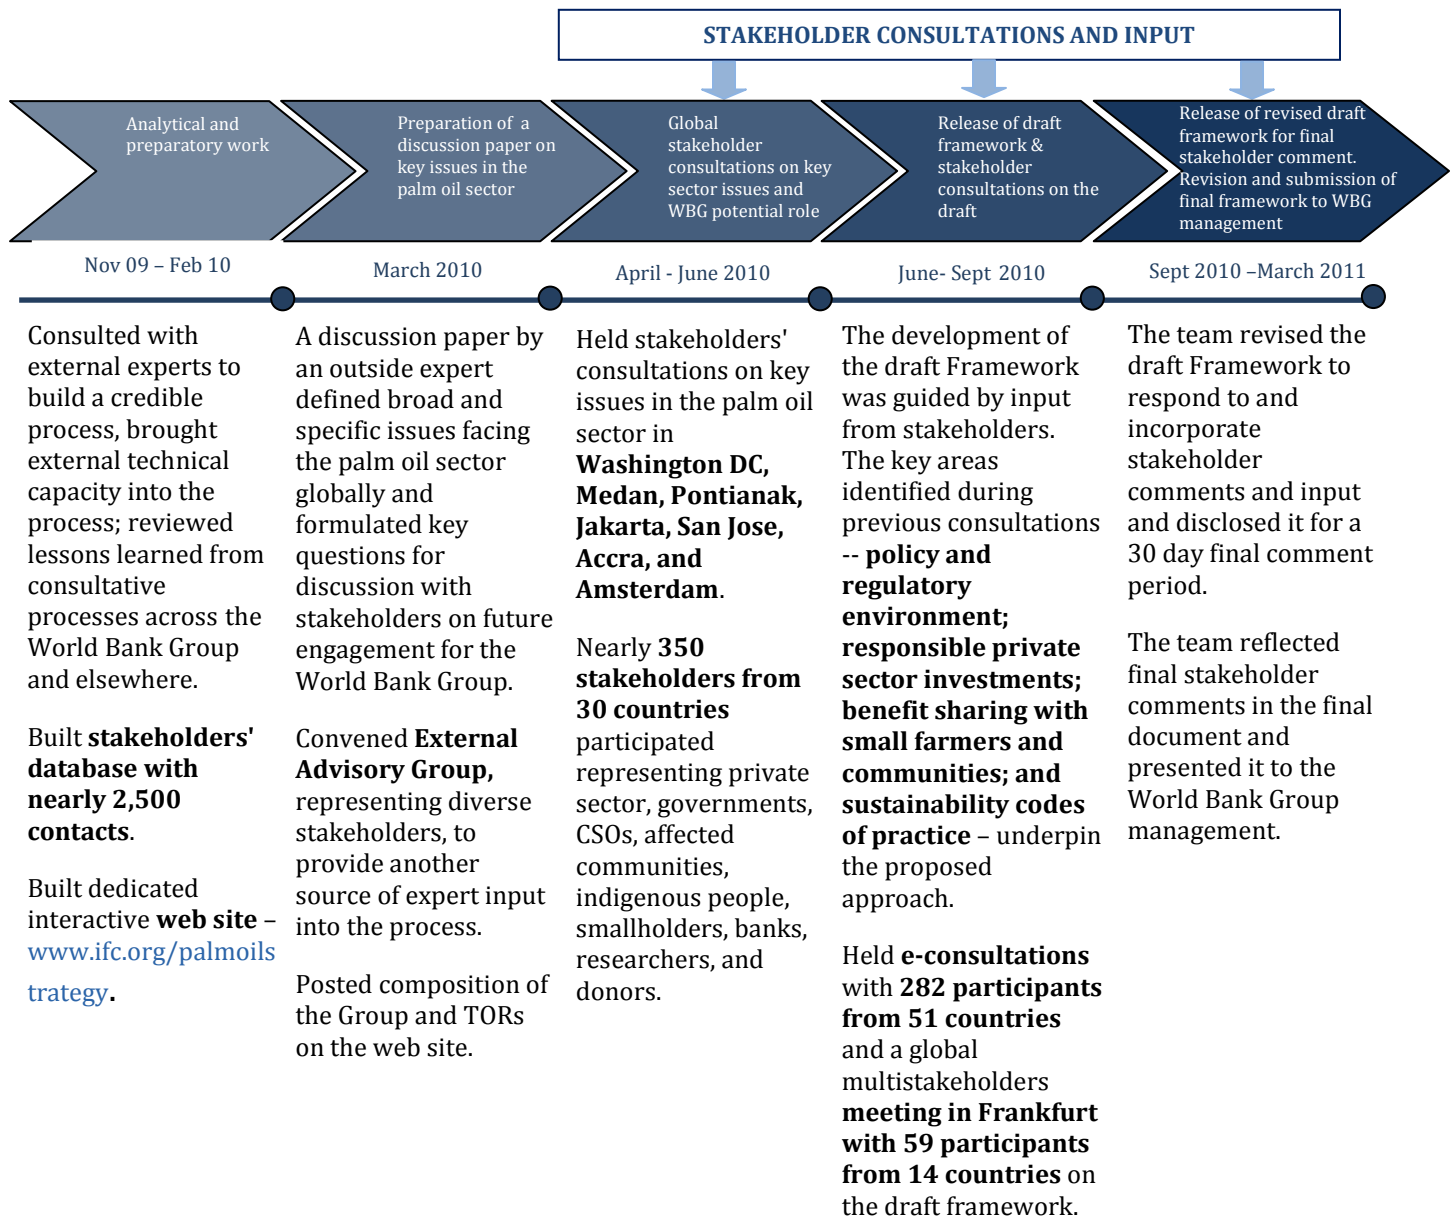 STAKEHOLDER CONSULTATIONS AND INPUT
Analytical and
preparatory work
Preparation of a
discussion paper on
key issues in the
palm oil sector
Global
stakeholder
consultations on key
sector issues and
WBG potential role
Release of draft
framework &
stakeholder
consultations on the
draft
Release of revised draft
framework for final
stakeholder comment.
Revision and submission of
final framework to WBG
management
Nov 09 – Feb 10
March 2010
April - June 2010
June- Sept 2010
Sept 2010 –March 2011
Consulted with
external experts to
build a credible
process, brought
external technical
capacity into the
process; reviewed
lessons learned from
consultative
processes across the
World Bank Group
and elsewhere.
Built stakeholders'
database with
nearly 2,500
contacts.
Built dedicated
interactive web site –
www.ifc.org/palmoils
trategy.
A discussion paper by
an outside expert
defined broad and
specific issues facing
the palm oil sector
globally and
formulated key
questions for
discussion with
stakeholders on future
engagement for the
World Bank Group.
Convened External
Advisory Group,
representing diverse
stakeholders, to
provide another
source of expert input
into the process.
Posted composition of
the Group and TORs
on the web site.
Held stakeholders'
consultations on key
issues in the palm oil
sector in
Washington DC,
Medan, Pontianak,
Jakarta, San Jose,
Accra, and
Amsterdam.
Nearly 350
stakeholders from
30 countries
participated
representing private
sector, governments,
CSOs, affected
communities,
indigenous people,
smallholders, banks,
researchers, and
donors.
The development of
the draft Framework
was guided by input
from stakeholders.
The key areas
identified during
previous consultations
-- policy and
regulatory
environment;
responsible private
sector investments;
benefit sharing with
small farmers and
communities; and
sustainability codes
of practice – underpin
the proposed
approach.
Held e-consultations
with 282 participants
from 51 countries
and a global
multistakeholders
meeting in Frankfurt
with 59 participants
from 14 countries on
the draft framework.
The team revised the
draft Framework to
respond to and
incorporate
stakeholder
comments and input
and disclosed it for a
30 day final comment
period.
The team reflected
final stakeholder
comments in the final
document and
presented it to the
World Bank Group
management.